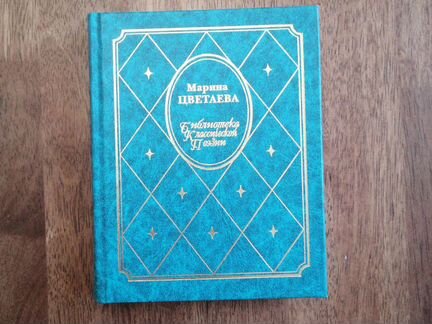 Марина
ЦВЕТАЕВА
Библиотека
Классической
Поэзии